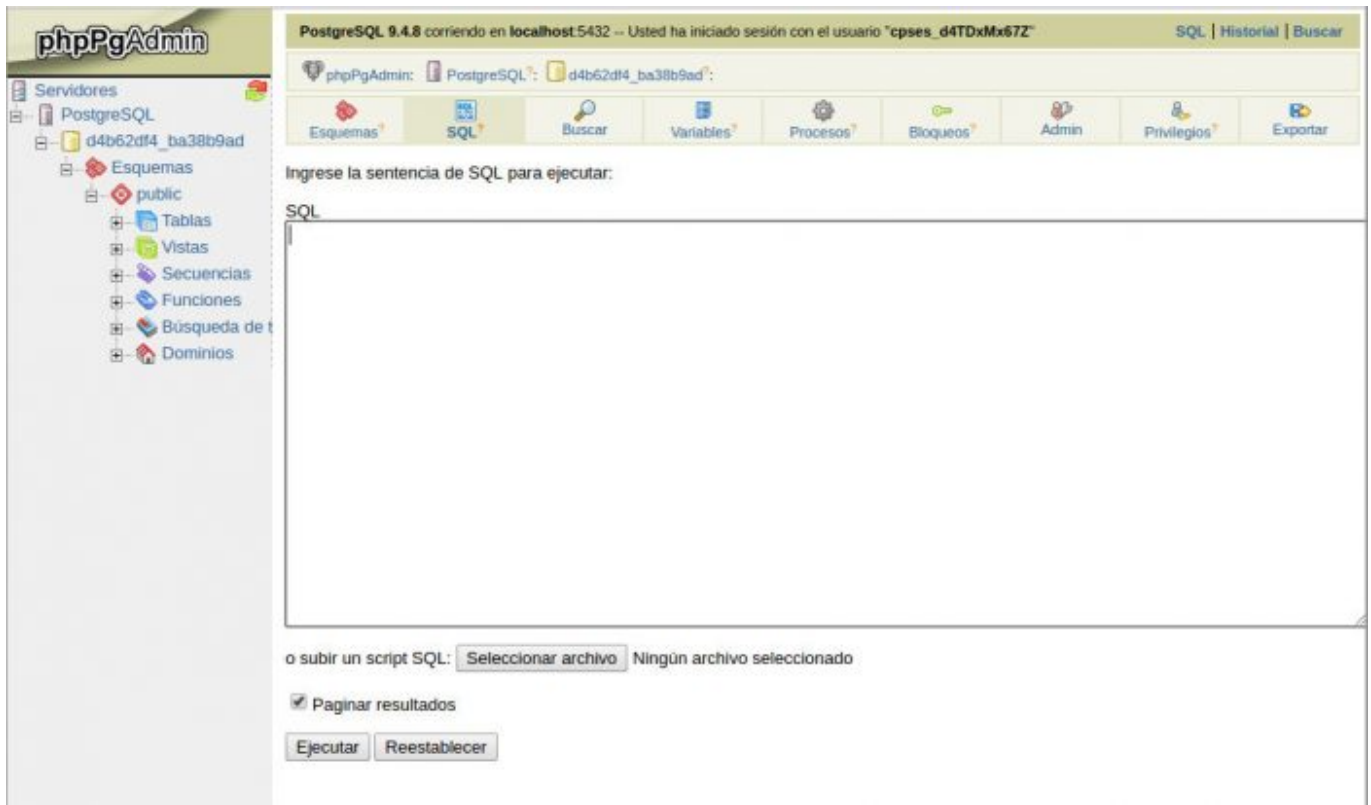 phpPgAdmin
Servidores
PostgreSQL
d4b62df4_ba38b9ad
Esquemas
public
Tablas
Vistas
Secuencias
Funciones
Búsqueda de t
Dominios
PostgreSQL 9.4.8 corriendo en localhost:5432 -- Usted ha iniciado sesión con el usuario "cpses_d4TDxMx67Z"
SQL | Historial | Buscar
phpPgAdmin: PostgreSQL?: d4b62df4_ba38b9ad?:
Esquemas? SQL? Buscar Variables? Procesos? Bloqueos? Admin Privilegios? Exportar
Ingrese la sentencia de SQL para ejecutar:
SQL
o subir un script SQL: Seleccionar archivo Ningún archivo seleccionado
Paginar resultados
Ejecutar Reestablecer